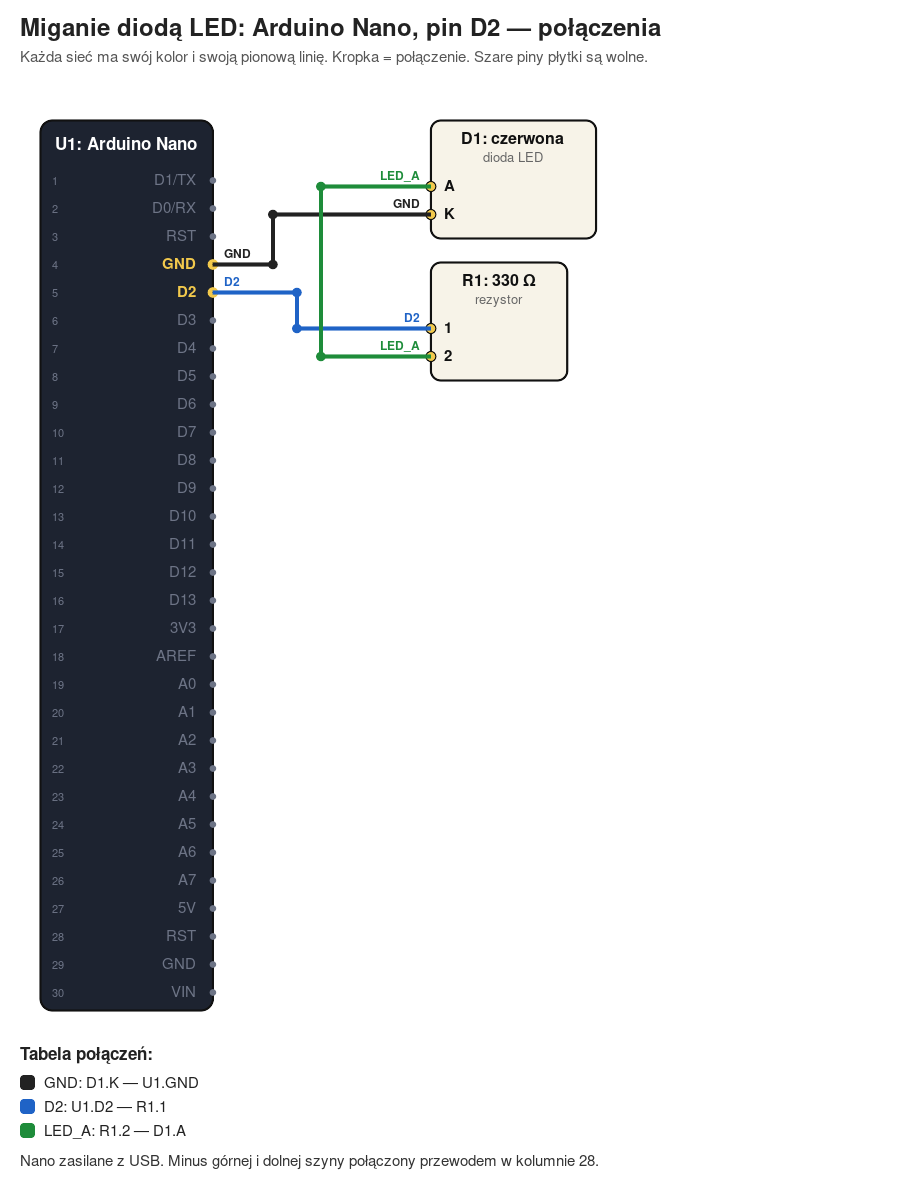 Miganie diodą LED: Arduino Nano, pin D2 — połączenia
Każda sieć ma swój kolor i swoją pionową linię. Kropka = połączenie. Szare piny płytki są wolne.
U1: Arduino Nano
1 D1/TX
2 D0/RX
3 RST
4 GND
5 D2
6 D3
7 D4
8 D5
9 D6
10 D7
11 D8
12 D9
13 D10
14 D11
15 D12
16 D13
17 3V3
18 AREF
19 A0
20 A1
21 A2
22 A3
23 A4
24 A5
25 A6
26 A7
27 5V
28 RST
29 GND
30 VIN
GND
D2
D1: czerwona
dioda LED
LED_A A
GND K
R1: 330 Ω
rezystor
D2 1
LED_A 2
Tabela połączeń:
GND: D1.K — U1.GND
D2: U1.D2 — R1.1
LED_A: R1.2 — D1.A
Nano zasilane z USB. Minus górnej i dolnej szyny połączony przewodem w kolumnie 28.